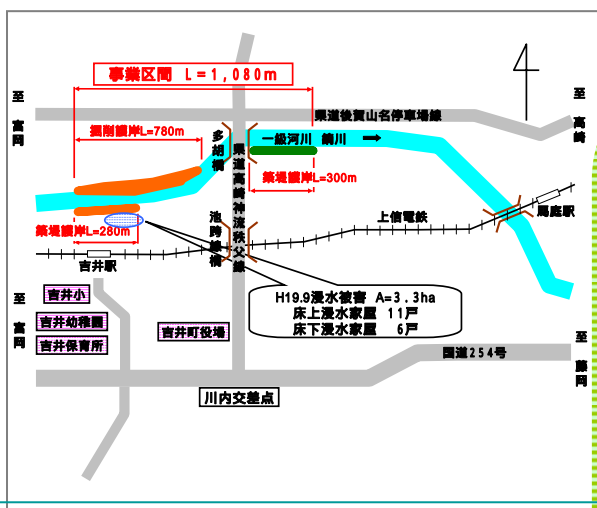 事業区間 L=1,080m
至 富岡
至 高崎
県道後賀山名停車場線
掘削護岸L=780m
多胡橋
一級河川 鏑川 →
県道高崎神流秩父線
築堤護岸L=300m
馬庭駅
上信電鉄
池跨線橋
築堤護岸L=280m
吉井駅
H19.9浸水被害 A=3.3ha
床上浸水家屋 11戸
床下浸水家屋 6戸
至 富岡
吉井小
吉井幼稚園
吉井保育所
吉井町役場
至 藤岡
国道254号
川内交差点